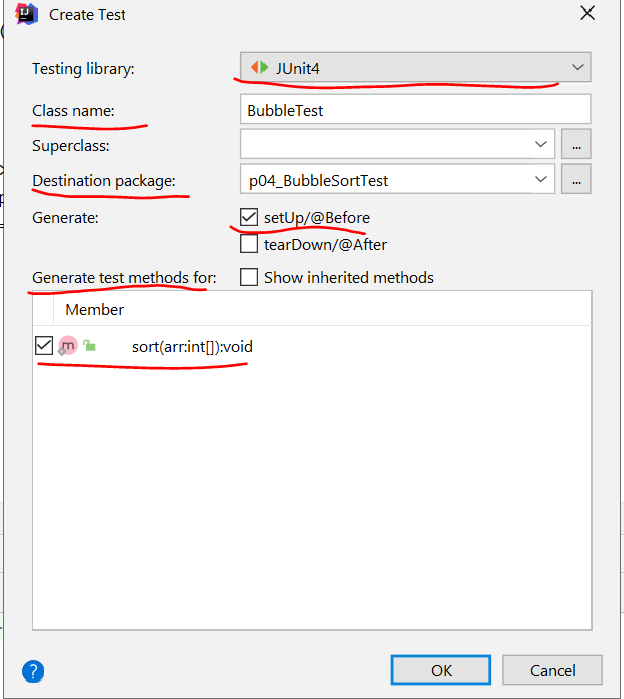 Create Test
Testing library: JUnit4
Class name: BubbleTest
Superclass: ...
Destination package: p04_BubbleSortTest ...
Generate: setUp/@Before
tearDown/@After
Generate test methods for: Show inherited methods
Member
m sort(arr:int[]):void
? OK Cancel